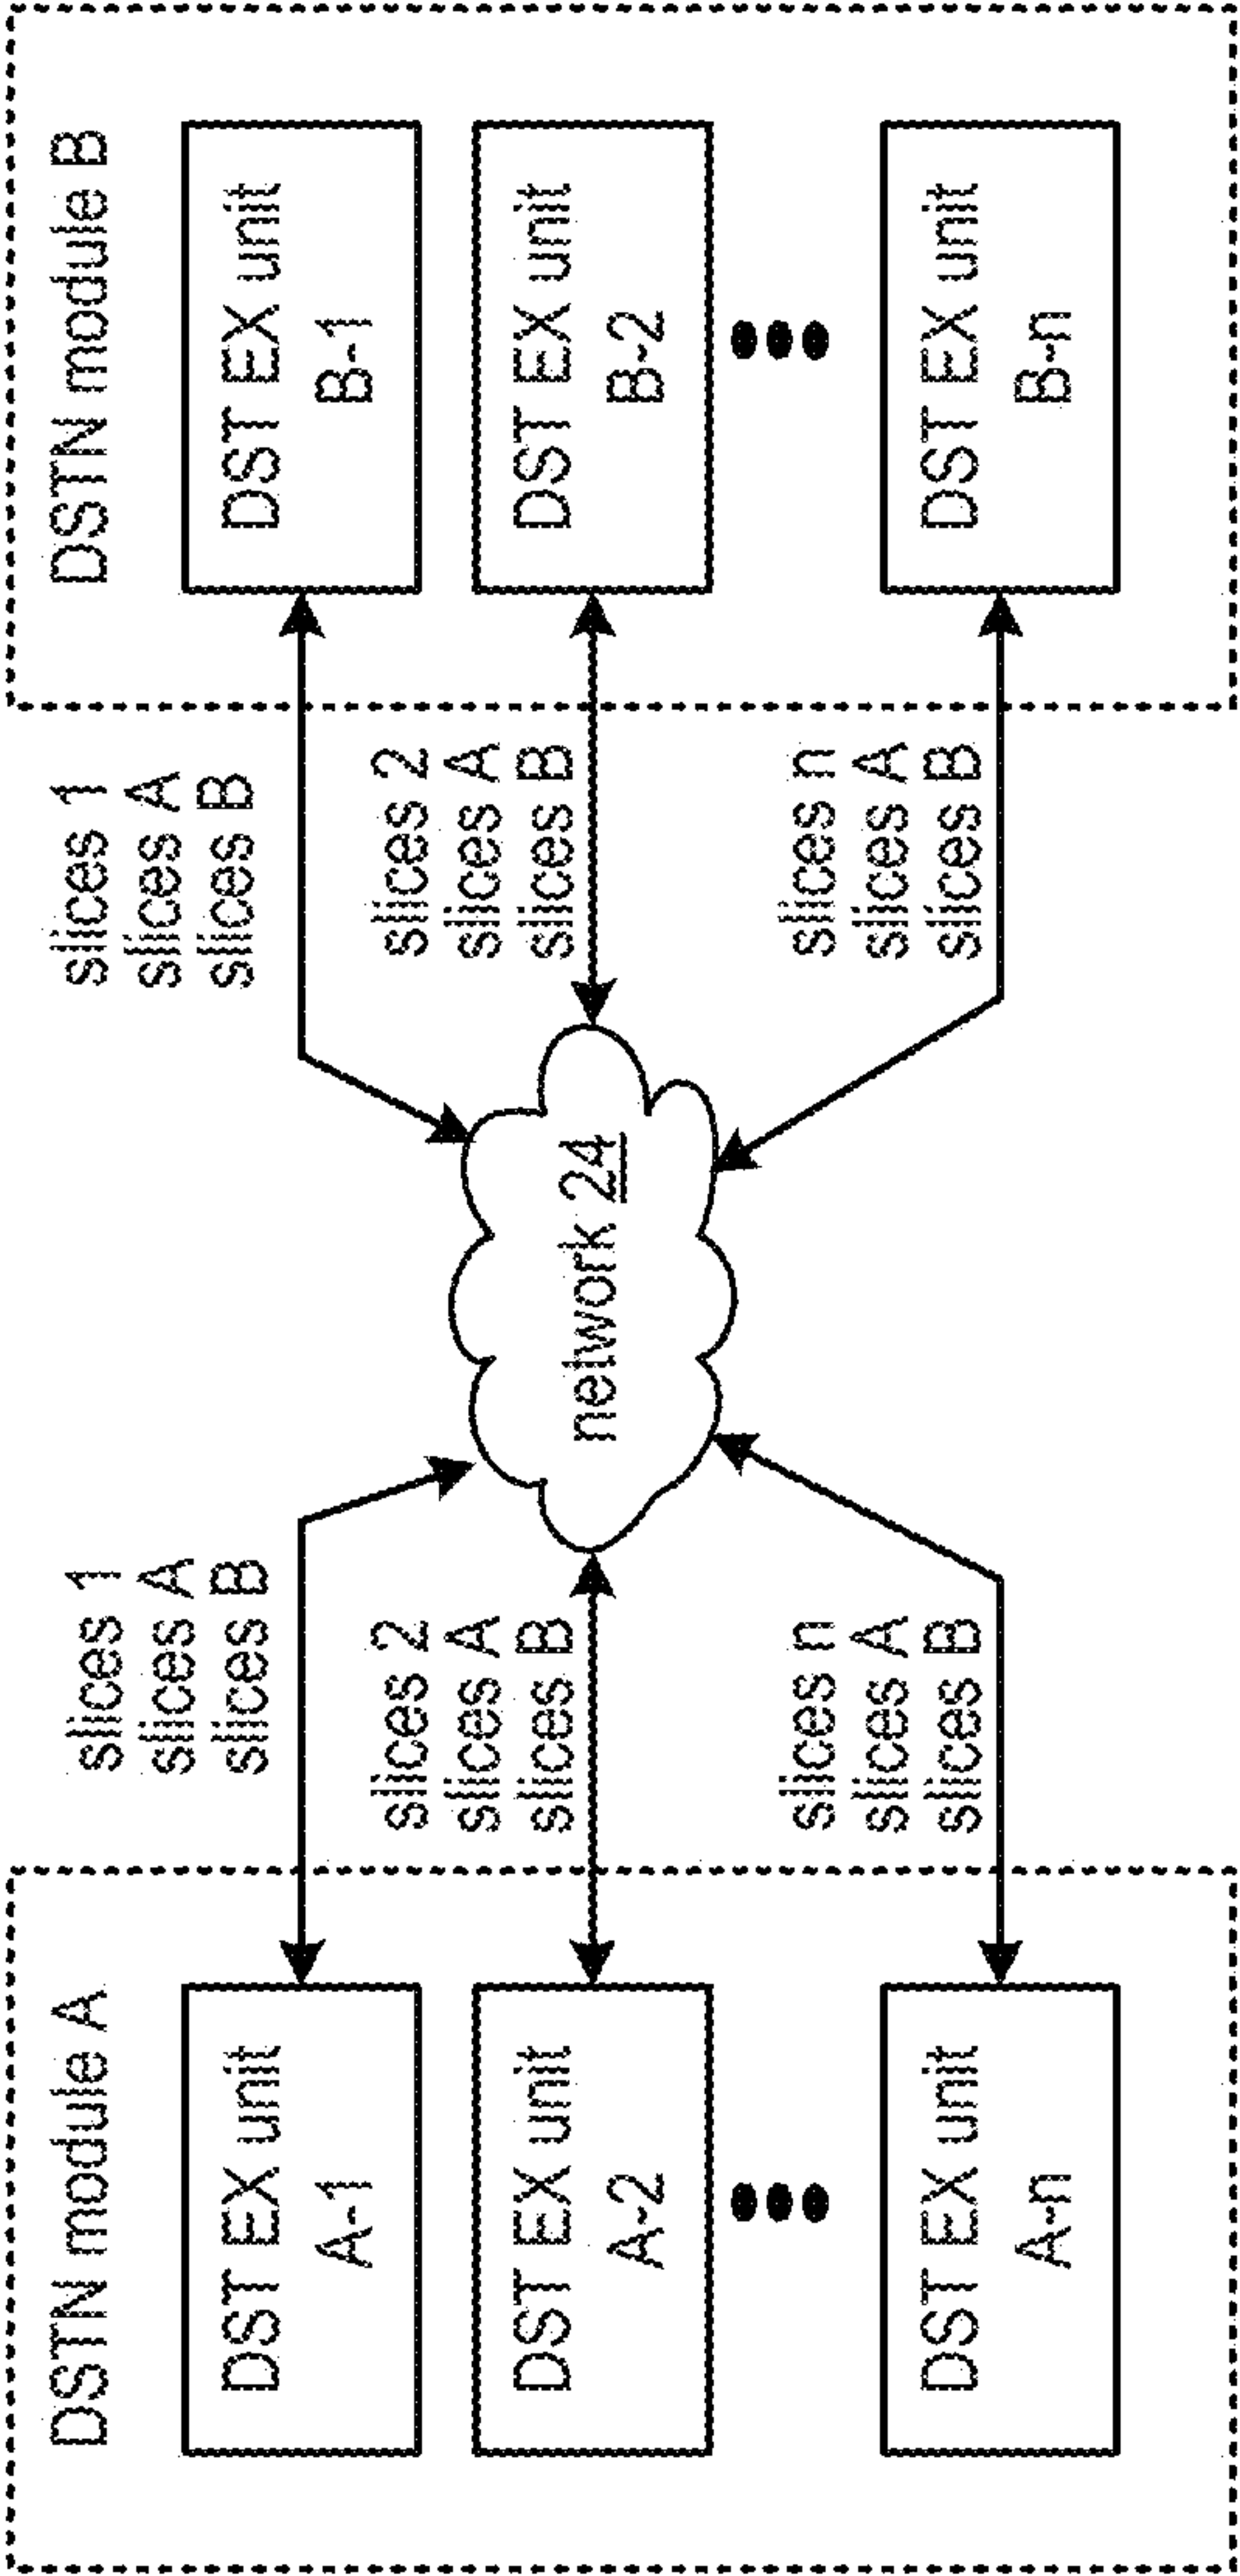 DSTN module A
DST EX unit
A-1
DST EX unit
A-2
DST EX unit
A-n
slices 1
slices A
slices B
slices 2
slices A
slices B
slices n
slices A
slices B
network 24
slices 1
slices A
slices B
slices 2
slices A
slices B
slices n
slices A
slices B
DSTN module B
DST EX unit
B-1
DST EX unit
B-2
DST EX unit
B-n